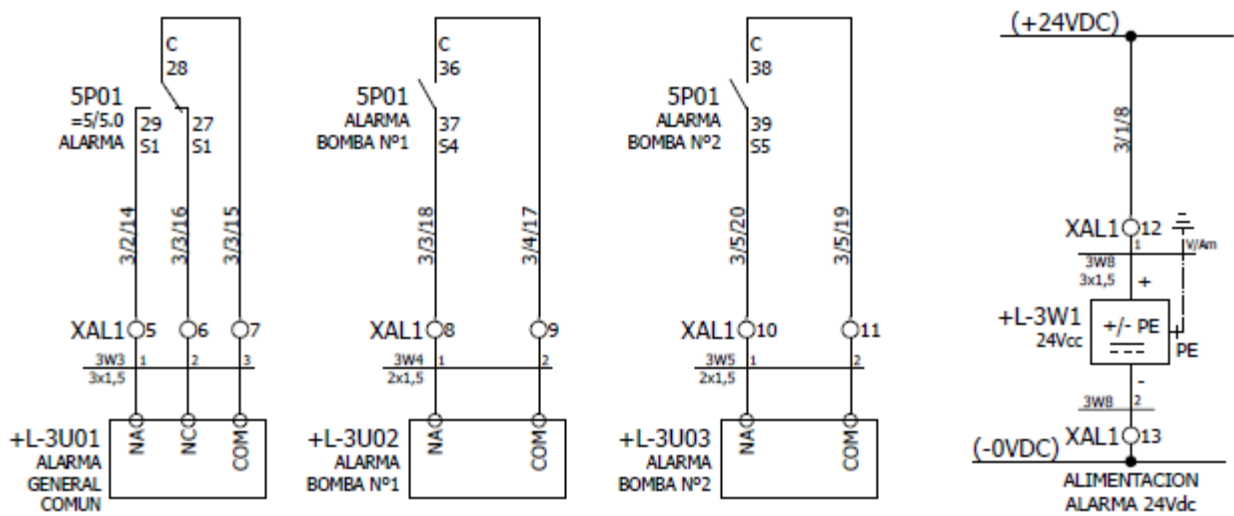 C
28
5P01
=5/5.0
ALARMA
29
S1
27
S1
3/2/14
3/3/16
3/3/15
XAL1 5 6 7
3W3 1 2 3
3x1,5
+L-3U01
ALARMA
GENERAL
COMUN
NA NC COM
C
36
5P01
ALARMA
BOMBA Nº1
37
S4
3/3/18
3/4/17
XAL1 8 9
3W4 1 2
2x1,5
+L-3U02
ALARMA
BOMBA Nº1
NA COM
C
38
5P01
ALARMA
BOMBA Nº2
39
S5
3/5/20
3/5/19
XAL1 10 11
3W5 1 2
2x1,5
+L-3U03
ALARMA
BOMBA Nº2
NA COM
(+24VDC)
3/1/8
XAL1 12
V/Am
3W8 1
3x1,5
+
+L-3W1
24Vcc
+/- PE
PE
-
3W8 2
XAL1 13
(-0VDC)
ALIMENTACION
ALARMA 24Vdc